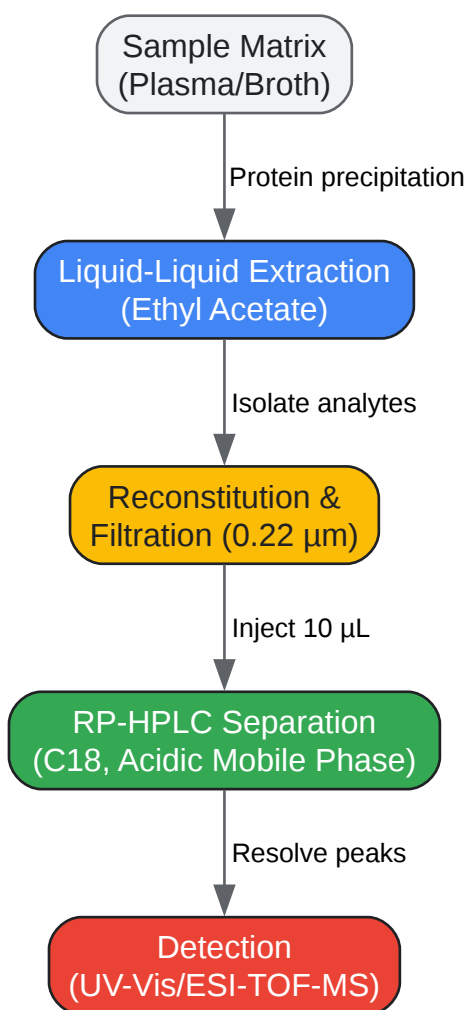 Sample Matrix
(Plasma/Broth)
Protein precipitation
Liquid-Liquid Extraction
(Ethyl Acetate)
Isolate analytes
Reconstitution &
Filtration (0.22 µm)
Inject 10 µL
RP-HPLC Separation
(C18, Acidic Mobile Phase)
Resolve peaks
Detection
(UV-Vis/ESI-TOF-MS)